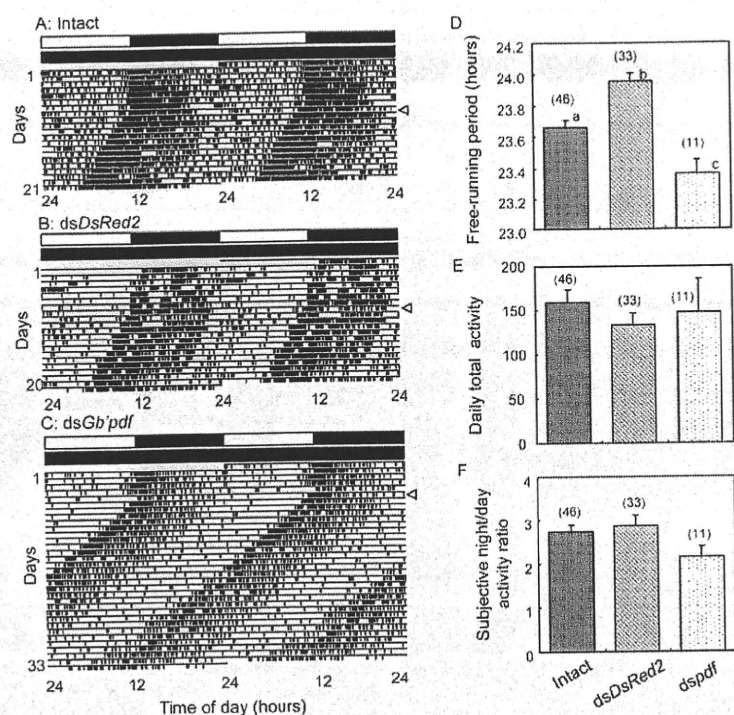 A: Intact
1
Days
21
24 12 24 12 24
B: dsDsRed2
1
Days
20
24 12 24 12 24
C: dsGb'pdf
1
Days
33
24 12 24 12 24
Time of day (hours)
D
Free-running period (hours)
24.2
24.0
23.8
23.6
23.4
23.2
23.0
(46)
a
(33)
b
(11)
c
E
Daily total activity
200
150
100
50
0
(46)
(33)
(11)
F
Subjective night/day
activity ratio
4
3
2
1
0
(46)
(33)
(11)
Intact
dsDsRed2
dspdf